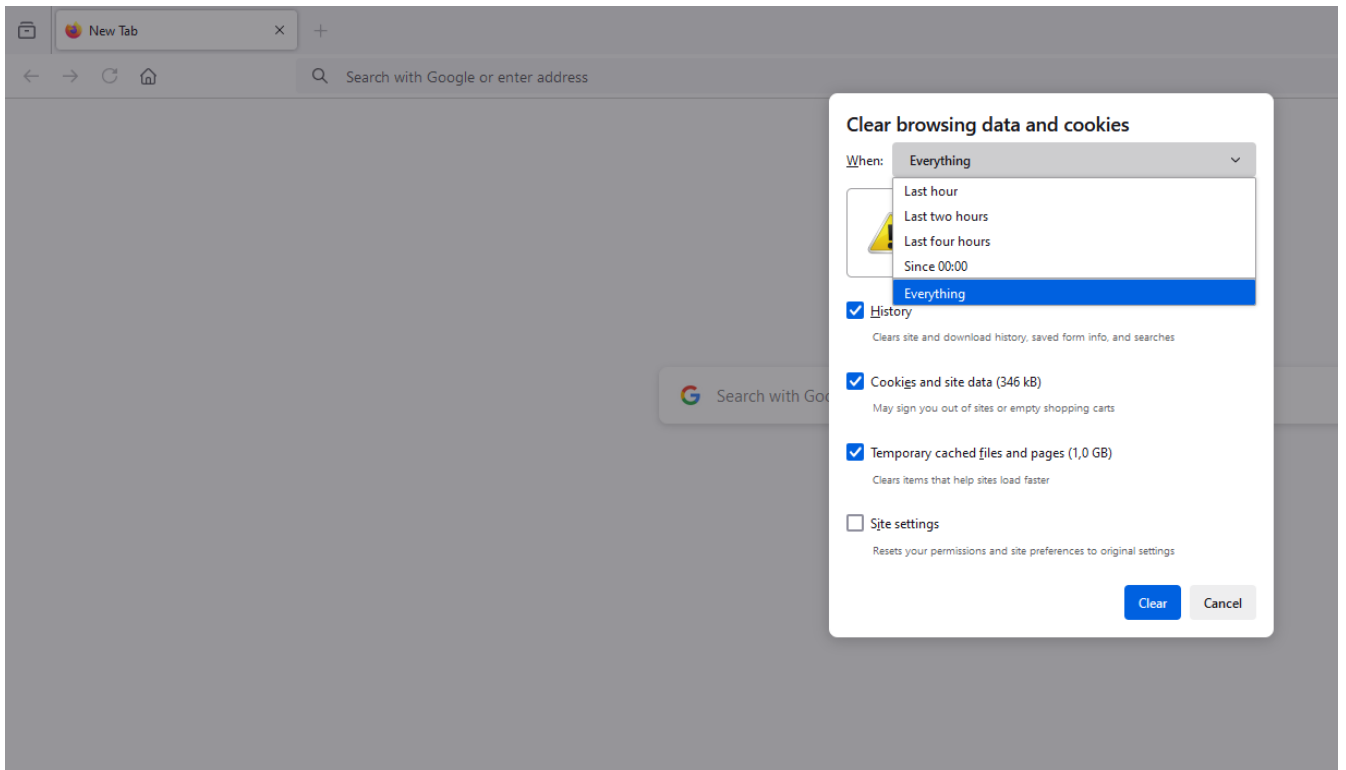 New Tab
Search with Google or enter address
Clear browsing data and cookies
When: Everything
Last hour
Last two hours
Last four hours
Since 00:00
Everything
History
Clears site and download history, saved form info, and searches
Search with Goo
Cookies and site data (346 kB)
May sign you out of sites or empty shopping carts
Temporary cached files and pages (1,0 GB)
Clears items that help sites load faster
Site settings
Resets your permissions and site preferences to original settings
Clear Cancel